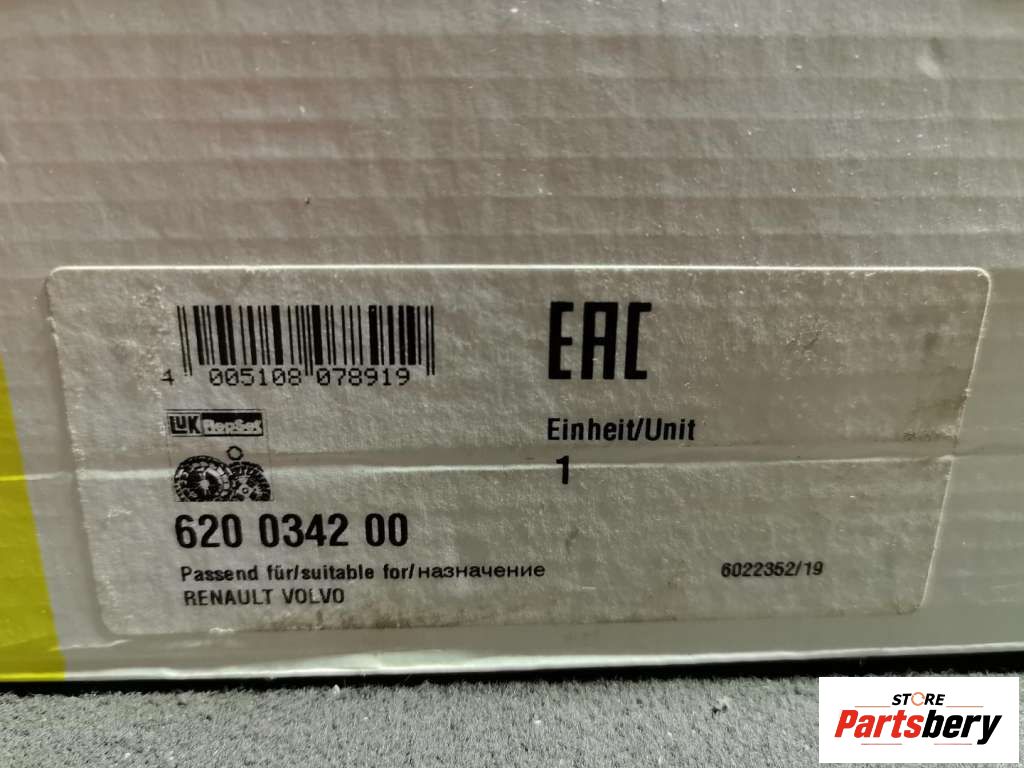 4 005108 078919
EAC
LUK RepSet
Einheit/Unit
1
620 0342 00
Passend für/suitable for/назначение
6022352/19
RENAULT VOLVO
STORE
Partsbery